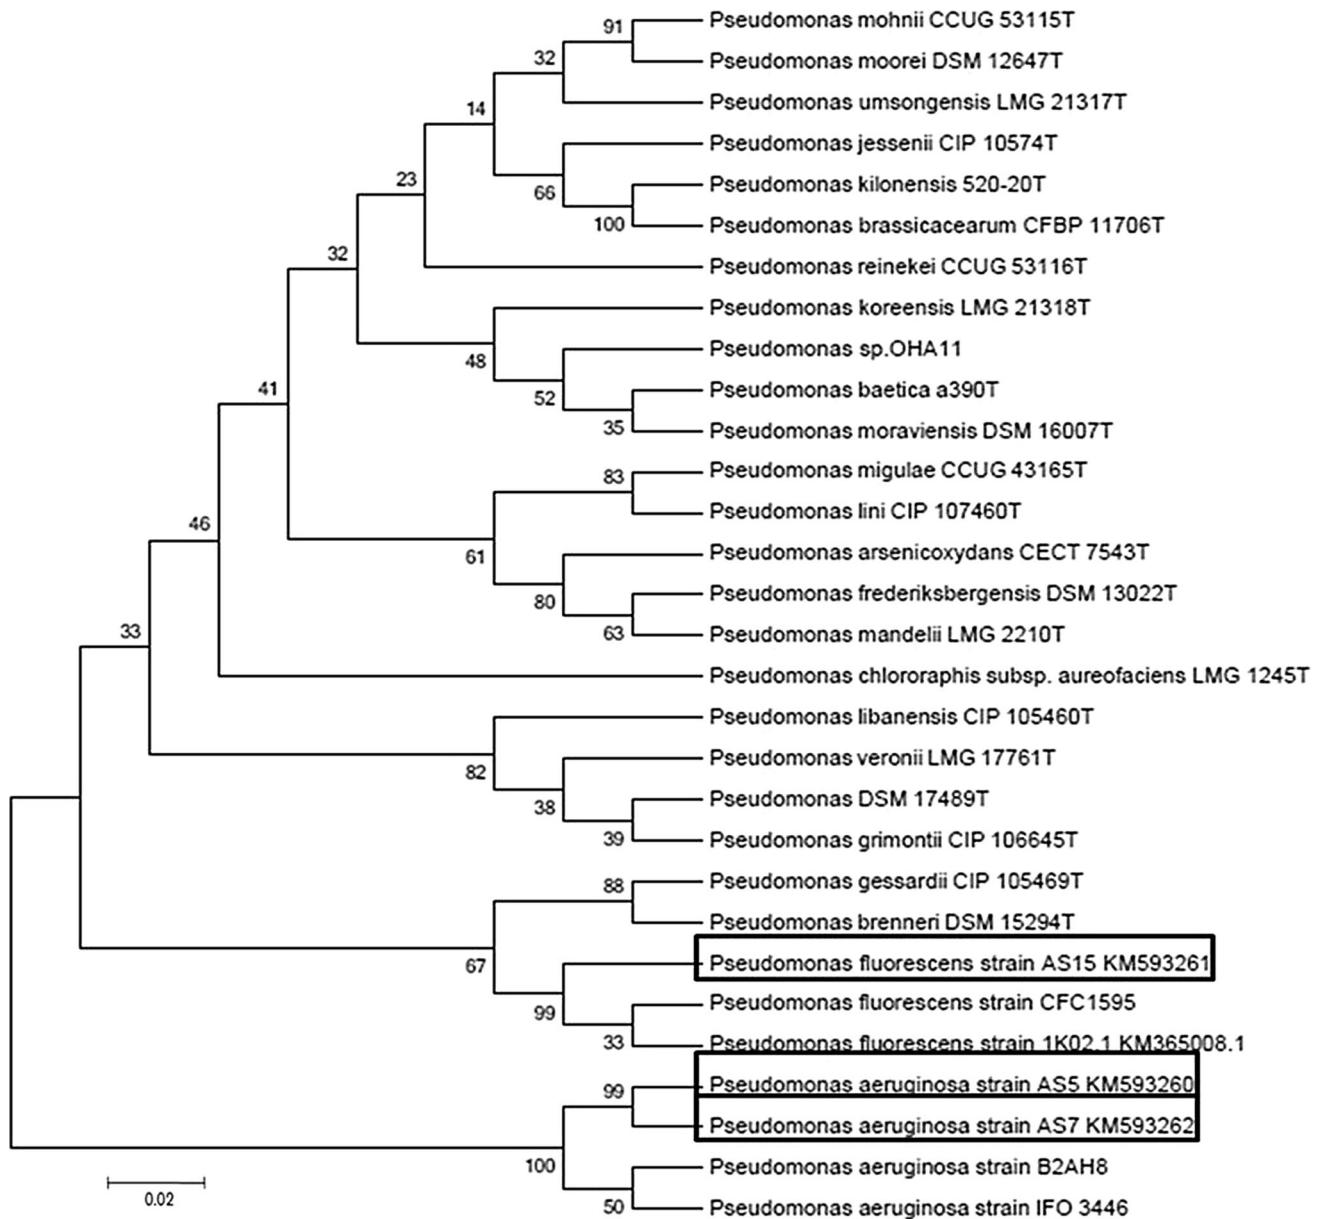 91
Pseudomonas mohnii CCUG 53115T
Pseudomonas moorei DSM 12647T
32
Pseudomonas umsongensis LMG 21317T
14
Pseudomonas jessenii CIP 10574T
23
66
Pseudomonas kilonensis 520-20T
100
Pseudomonas brassicacearum CFBP 11706T
32
Pseudomonas reinekei CCUG 53116T
Pseudomonas koreensis LMG 21318T
48
Pseudomonas sp.OHA11
41
52
Pseudomonas baetica a390T
35
Pseudomonas moraviensis DSM 16007T
83
Pseudomonas migulae CCUG 43165T
Pseudomonas lini CIP 107460T
46
61
Pseudomonas arsenicoxydans CECT 7543T
80
Pseudomonas frederiksbergensis DSM 13022T
63
Pseudomonas mandelii LMG 2210T
33
Pseudomonas chlororaphis subsp. aureofaciens LMG 1245T
Pseudomonas libanensis CIP 105460T
82
Pseudomonas veronii LMG 17761T
38
Pseudomonas DSM 17489T
39
Pseudomonas grimontii CIP 106645T
88
Pseudomonas gessardii CIP 105469T
Pseudomonas brenneri DSM 15294T
67
Pseudomonas fluorescens strain AS15 KM593261
99
Pseudomonas fluorescens strain CFC1595
33
Pseudomonas fluorescens strain 1K02.1 KM365008.1
99
Pseudomonas aeruginosa strain AS5 KM593260
Pseudomonas aeruginosa strain AS7 KM593262
100
Pseudomonas aeruginosa strain B2AH8
50
Pseudomonas aeruginosa strain IFO 3446
0.02